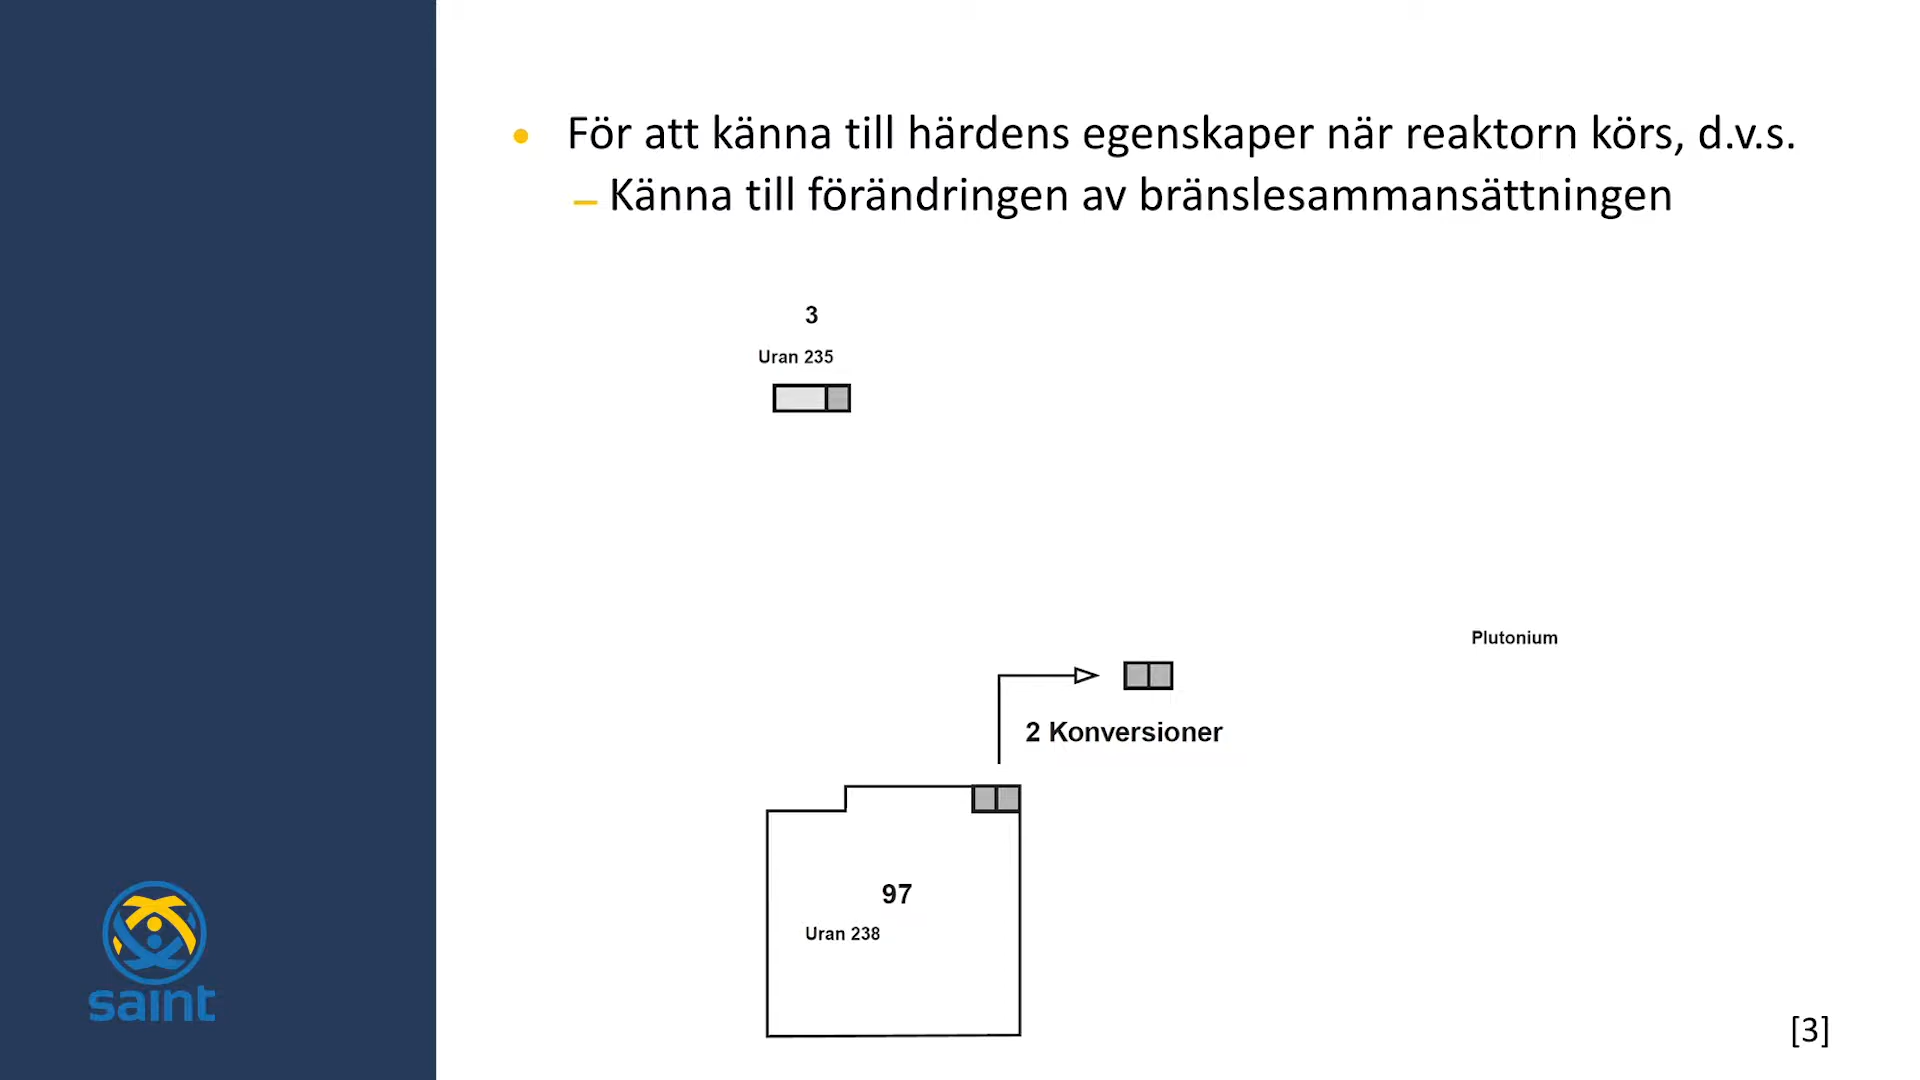 För att känna till härdens egenskaper när reaktorn körs, d.v.s.
– Känna till förändringen av bränslesammansättningen
3
Uran 235
Plutonium
2 Konversioner
97
Uran 238
saint
[3]